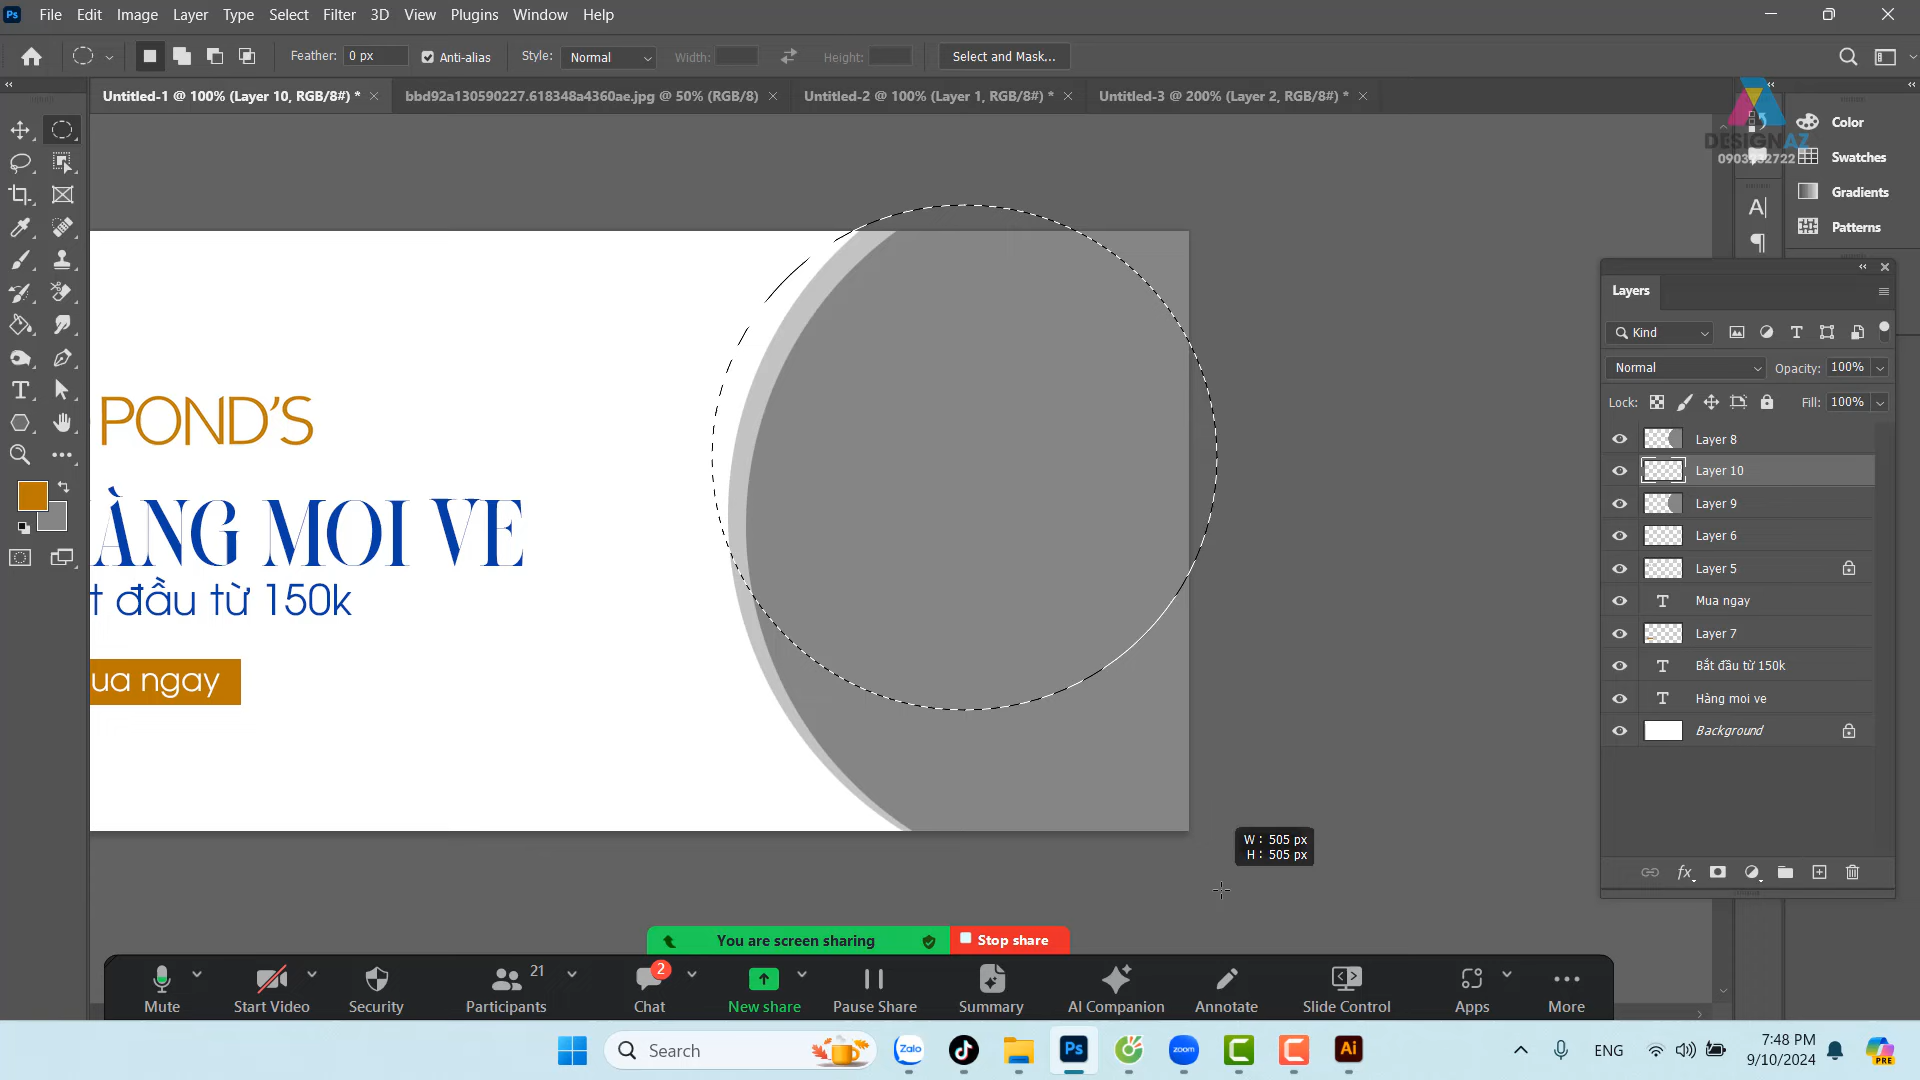 File Edit Image Layer Type Select Filter 3D View Plugins Window Help
Feather: 0 px Anti-alias Style: Normal Width: Height: Select and Mask...
Untitled-1 @ 100% (Layer 10, RGB/8#) * bbd92a130590227.618348a4360ae.jpg @ 50% (RGB/8) Untitled-2 @ 100% (Layer 1, RGB/8#) * Untitled-3 @ 200% (Layer 2, RGB/8#) *
Color
DESIGNAZ
Swatches
Gradients
Patterns
Layers
Kind
Normal Opacity: 100%
Lock: Fill: 100%
Layer 8
Layer 10
Layer 9
Layer 6
Layer 5
Mua ngay
Layer 7
Bắt đầu từ 150k
Hàng moi ve
Background
POND'S
ÀNG MOI VE
t đầu từ 150k
ua ngay
W: 505 px
H: 505 px
You are screen sharing Stop share
Mute Start Video Security Participants 21 Chat 2 New share Pause Share Summary AI Companion Annotate Slide Control Apps More
Search
Zalo
Ps
zoom
Ai
ENG
7:48 PM
9/10/2024
PRE